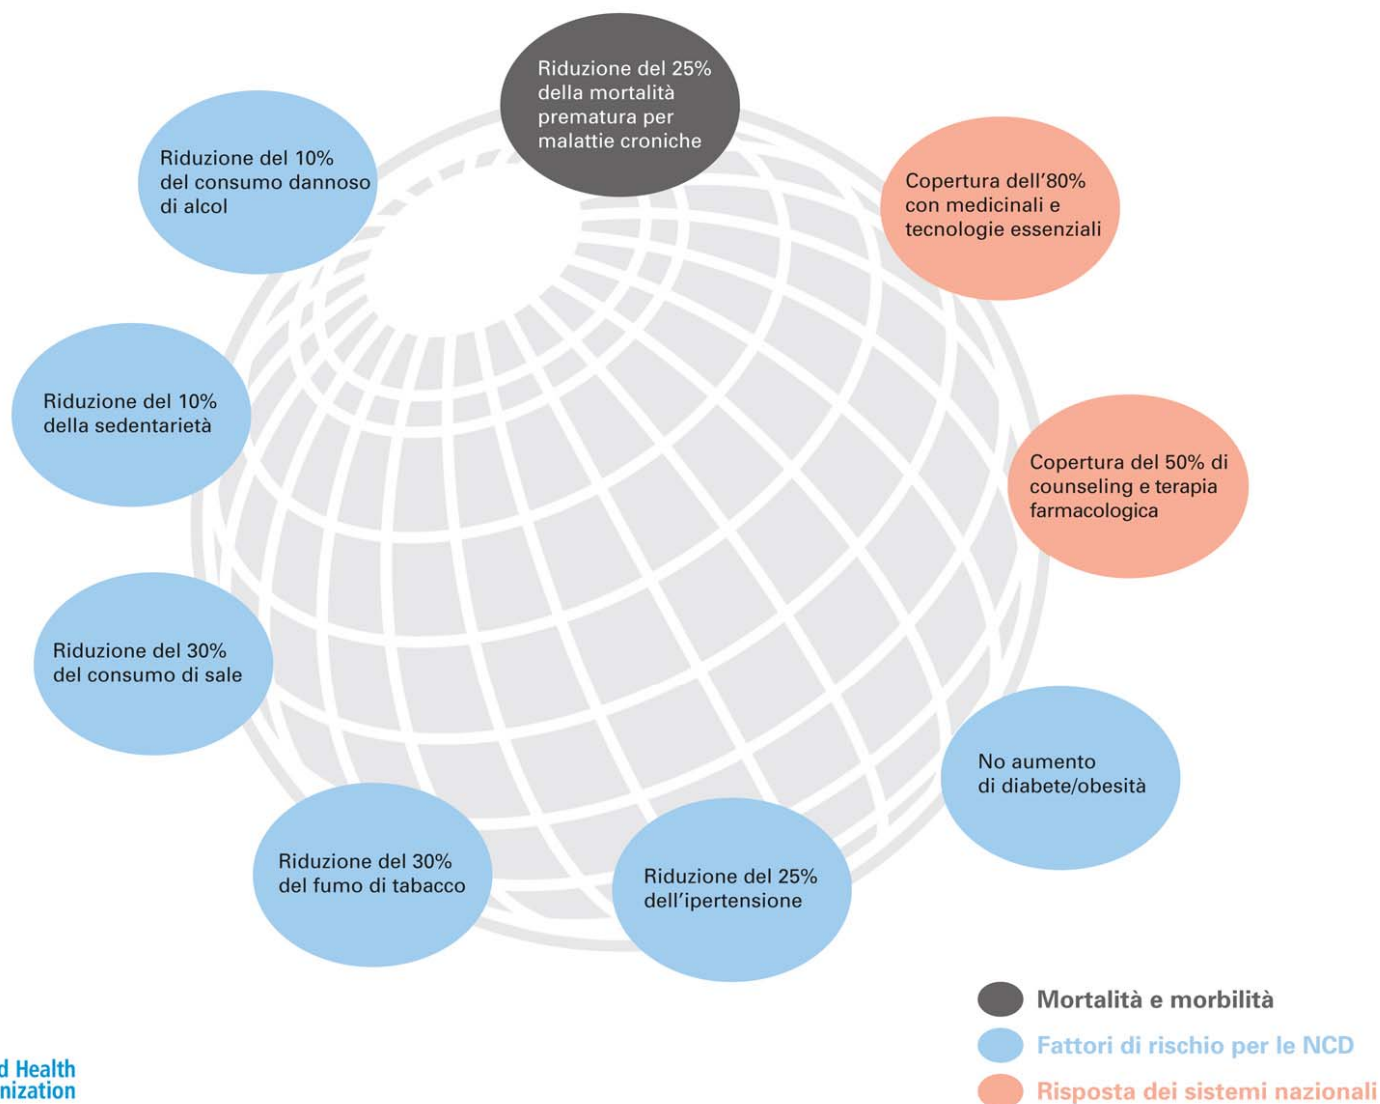 Riduzione del 25%
della mortalità
prematura per
malattie croniche
Riduzione del 10%
del consumo dannoso
di alcol
Copertura dell'80%
con medicinali e
tecnologie essenziali
Riduzione del 10%
della sedentarietà
Copertura del 50% di
counseling e terapia
farmacologica
Riduzione del 30%
del consumo di sale
No aumento
di diabete/obesità
Riduzione del 30%
del fumo di tabacco
Riduzione del 25%
dell'ipertensione
Mortalità e morbilità
Fattori di rischio per le NCD
Risposta dei sistemi nazionali
Health